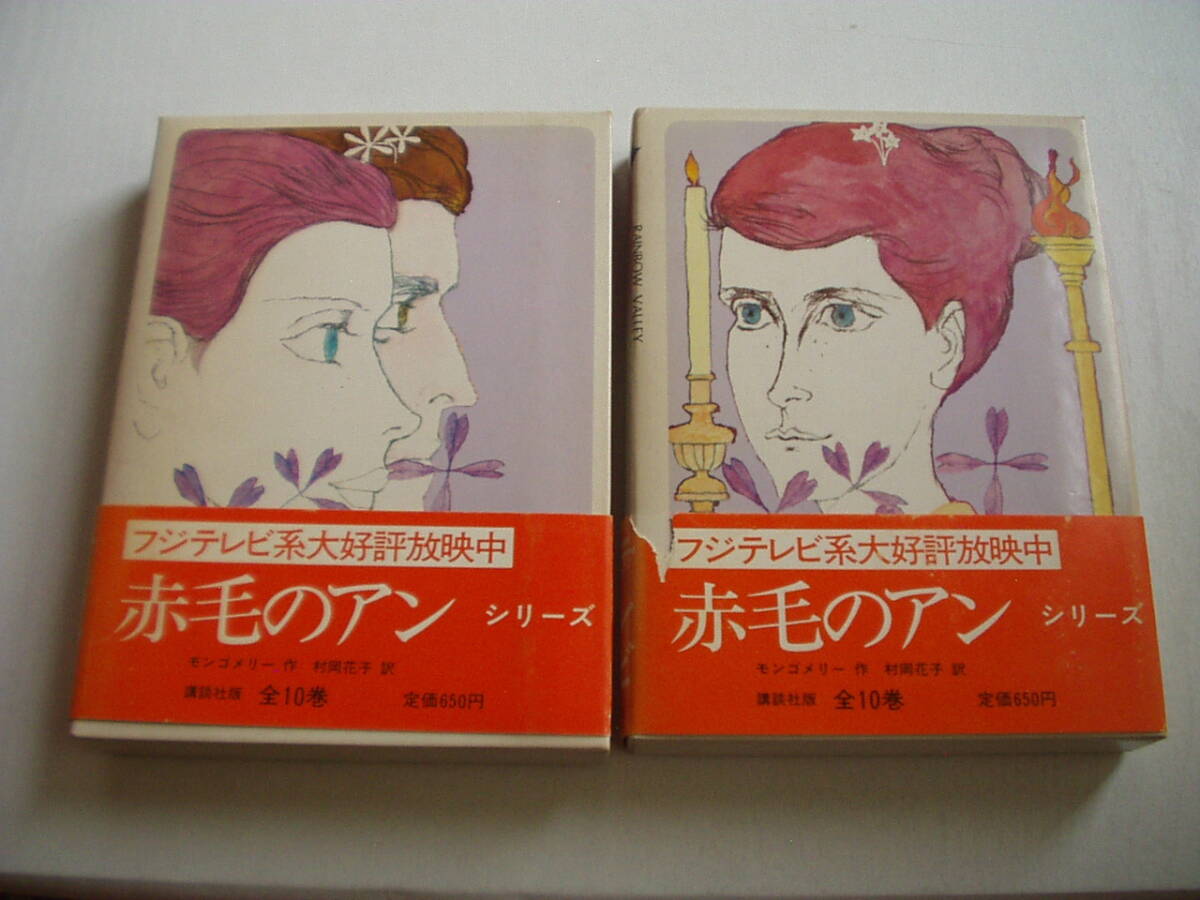 フジテレビ系大好評放映中
赤毛のアン シリーズ
モンゴメリー 作 村岡花子 訳
講談社版 全10巻 定価650円
RAINBOW VALLEY
フジテレビ系大好評放映中
赤毛のアン シリーズ
モンゴメリー 作 村岡花子 訳
講談社版 全10巻 定価650円